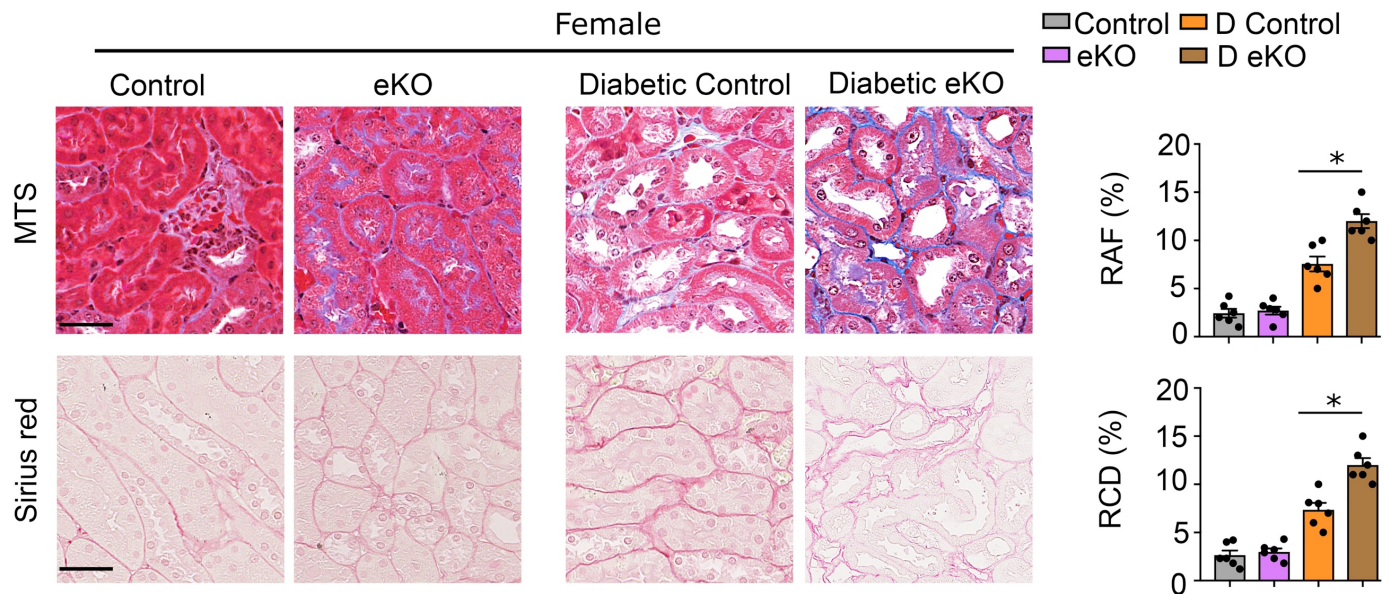 Female
Control
eKO
Diabetic Control
Diabetic eKO
MTS
Sirius red
Control
D Control
eKO
D eKO
RAF (%)
20
15
10
5
0
*
RCD (%)
20
15
10
5
0
*